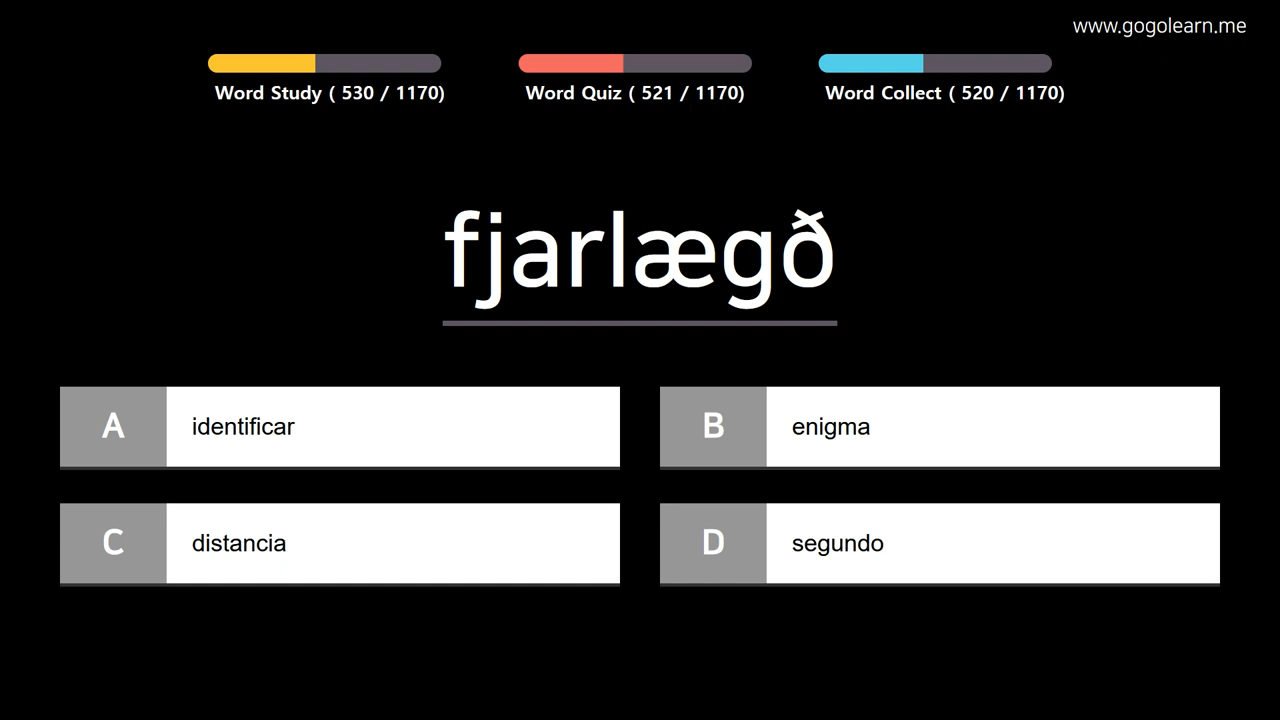 www.gogolearn.me
Word Study ( 530 / 1170)
Word Quiz ( 521 / 1170)
Word Collect ( 520 / 1170)
fjarlægð
A identificar
B enigma
C distancia
D segundo